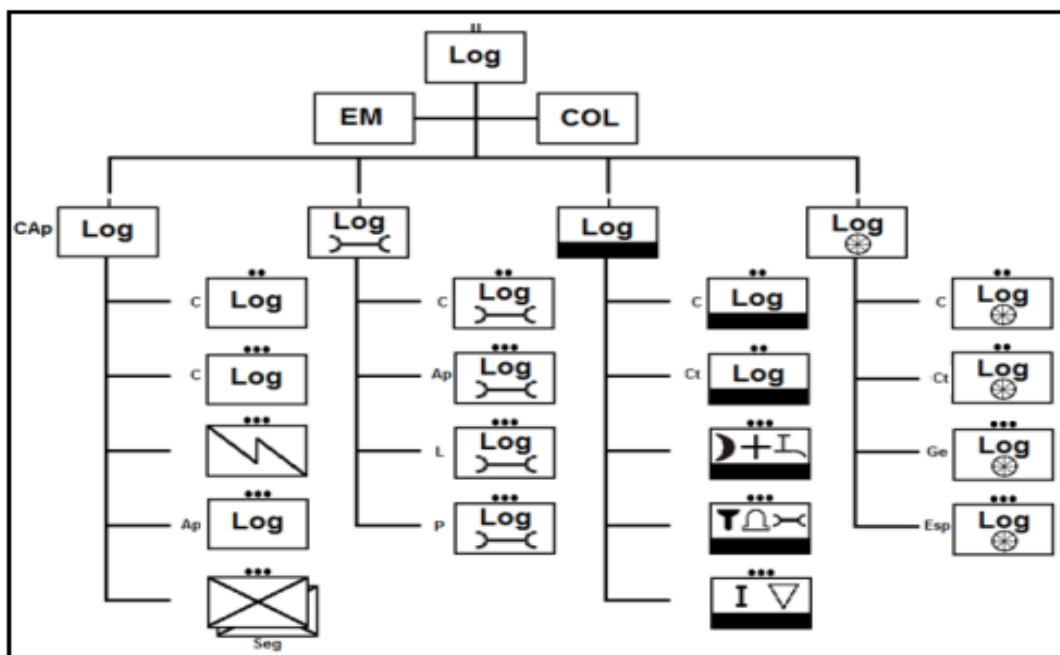 Log
EM COL
CAp Log Log Log Log
C Log C Log C Log C Log
C Log Ap Log Ct Log Ct Log
L Log Ge Log
Ap Log P Log Esp Log
I
Seg